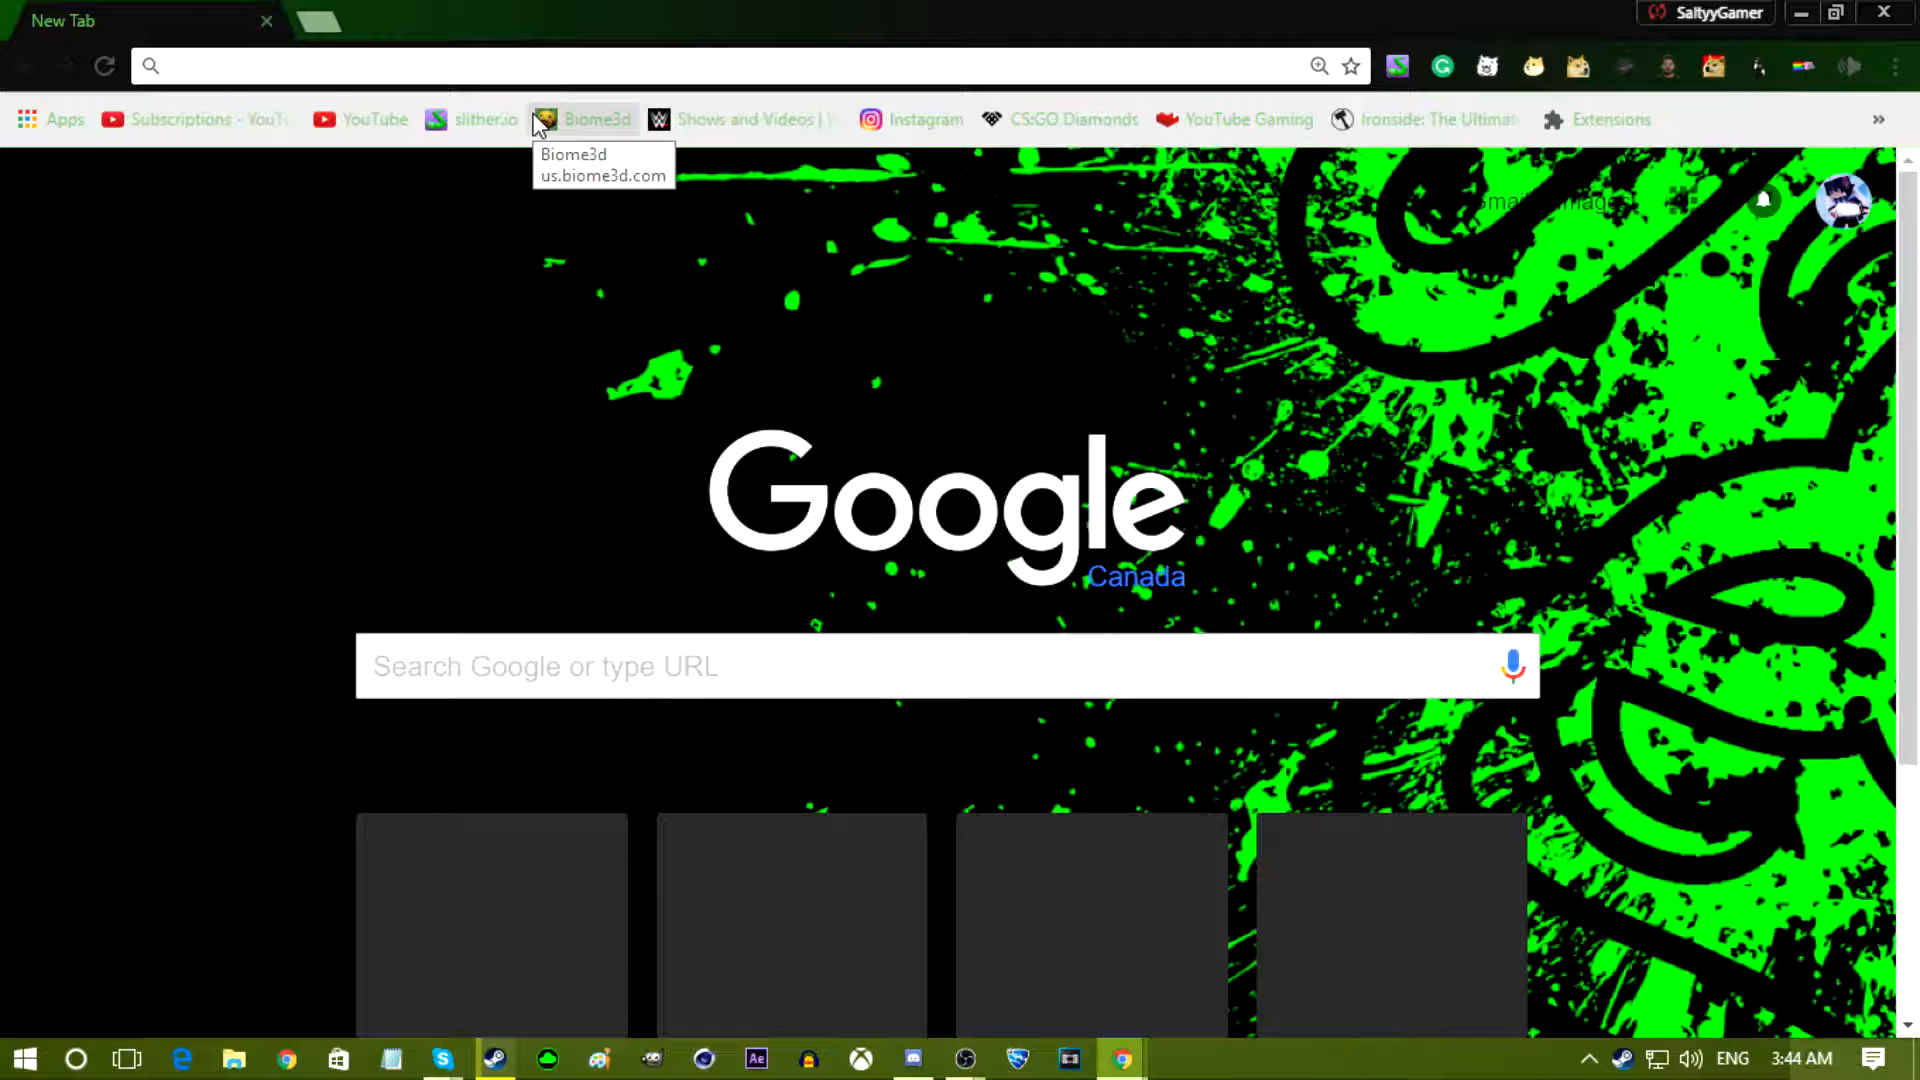 New Tab
SaltyyGamer
Apps
Subscriptions - YouT
YouTube
slither.io
Biome3d
Shows and Videos |
Instagram
CS:GO Diamonds
YouTube Gaming
Ironside: The Ultimat
Extensions
»
Biome3d
us.biome3d.com
Google
Canada
Search Google or type URL
Ae
ENG
3:44 AM